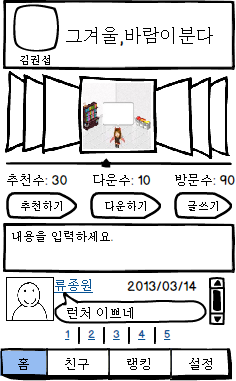 그겨울,바람이분다
김권섭
추천수: 30 다운수: 10 방문수: 90
추천하기 다운하기 글쓰기
내용을 입력하세요.
류종원 2013/03/14
런처 이쁘네
1 2 3 4 5
홈 친구 랭킹 설정